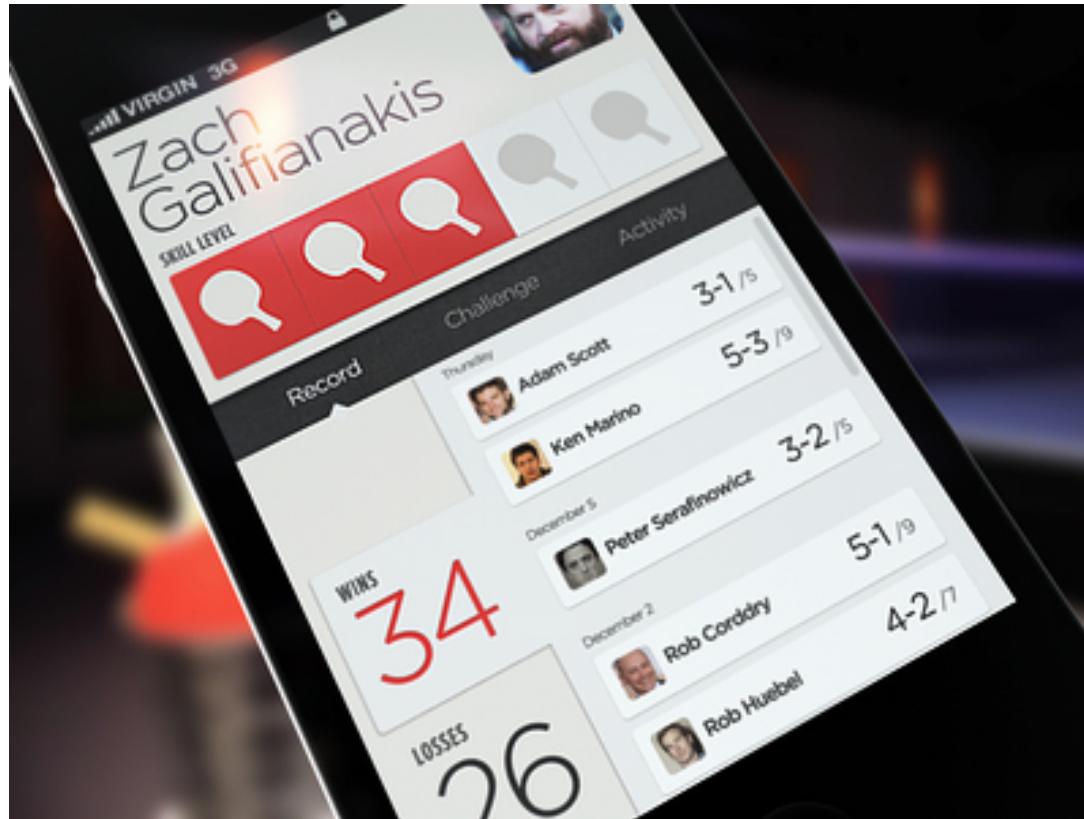 VIRGIN 3G
Zach
Galifianakis
SKILL LEVEL
Record
Challenge
Activity
WINS
34
LOSSES
26
Thursday
Adam Scott 3-1 /5
Ken Marino 5-3 /9
December 5
Peter Serafinowicz 3-2 /5
December 2
Rob Corddry 5-1 /9
Rob Huebel 4-2 /7